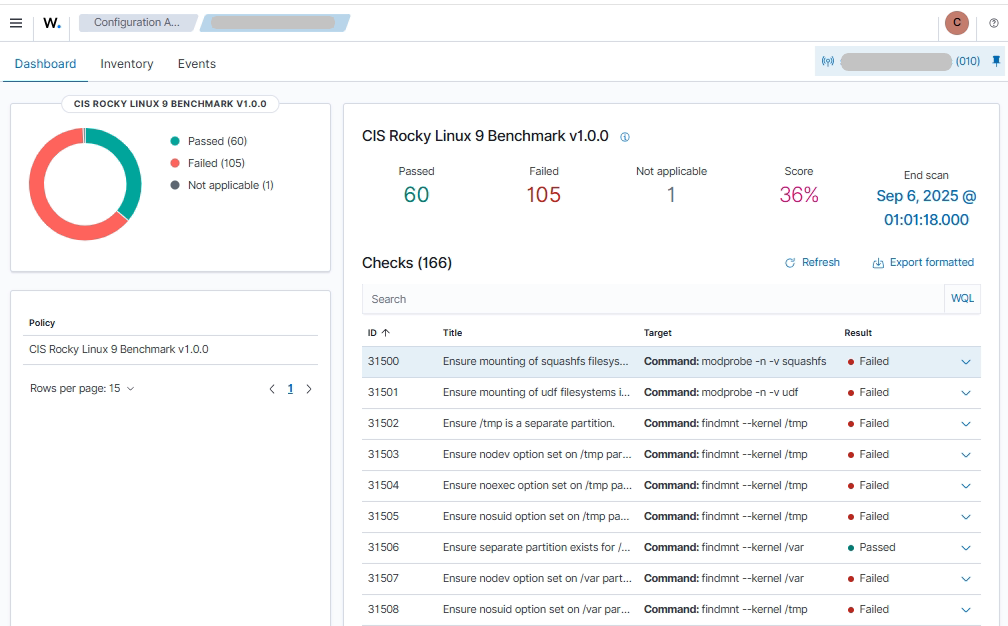 W. Configuration A...
C
Dashboard Inventory Events
(010)
CIS ROCKY LINUX 9 BENCHMARK V1.0.0
Passed (60)
Failed (105)
Not applicable (1)
Policy
CIS Rocky Linux 9 Benchmark v1.0.0
Rows per page: 15
1
CIS Rocky Linux 9 Benchmark v1.0.0
Passed Failed Not applicable Score End scan
60 105 1 36% Sep 6, 2025 @
01:01:18.000
Checks (166) Refresh Export formatted
Search WQL
ID Title Target Result
31500 Ensure mounting of squashfs filesys... Command: modprobe -n -v squashfs Failed
31501 Ensure mounting of udf filesystems i... Command: modprobe -n -v udf Failed
31502 Ensure /tmp is a separate partition. Command: findmnt --kernel /tmp Failed
31503 Ensure nodev option set on /tmp par... Command: findmnt --kernel /tmp Failed
31504 Ensure noexec option set on /tmp pa... Command: findmnt --kernel /tmp Failed
31505 Ensure nosuid option set on /tmp pa... Command: findmnt --kernel /tmp Failed
31506 Ensure separate partition exists for /... Command: findmnt --kernel /var Passed
31507 Ensure nodev option set on /var part... Command: findmnt --kernel /var Failed
31508 Ensure nosuid option set on /var par... Command: findmnt --kernel /tmp Failed